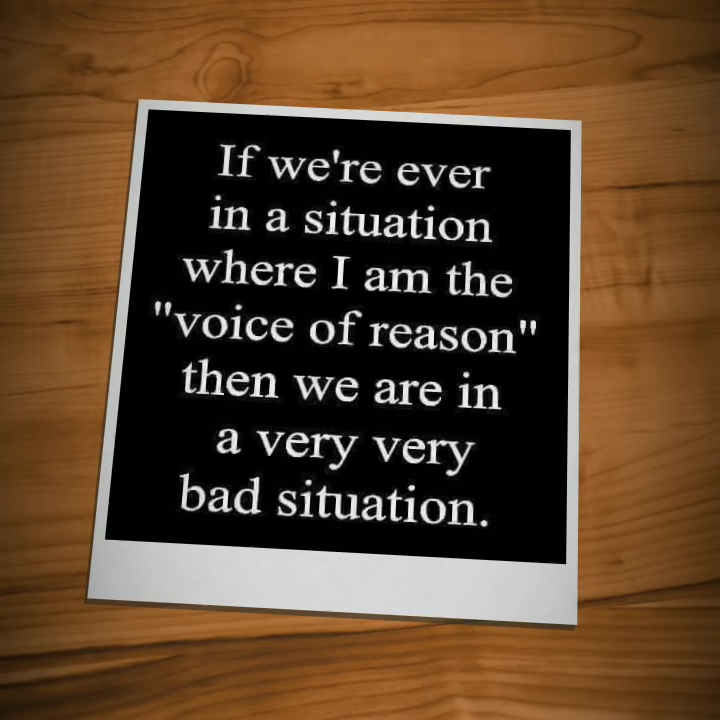 If we're ever
in a situation
where I am the
"voice of reason"
then we are in
a very very
bad situation.